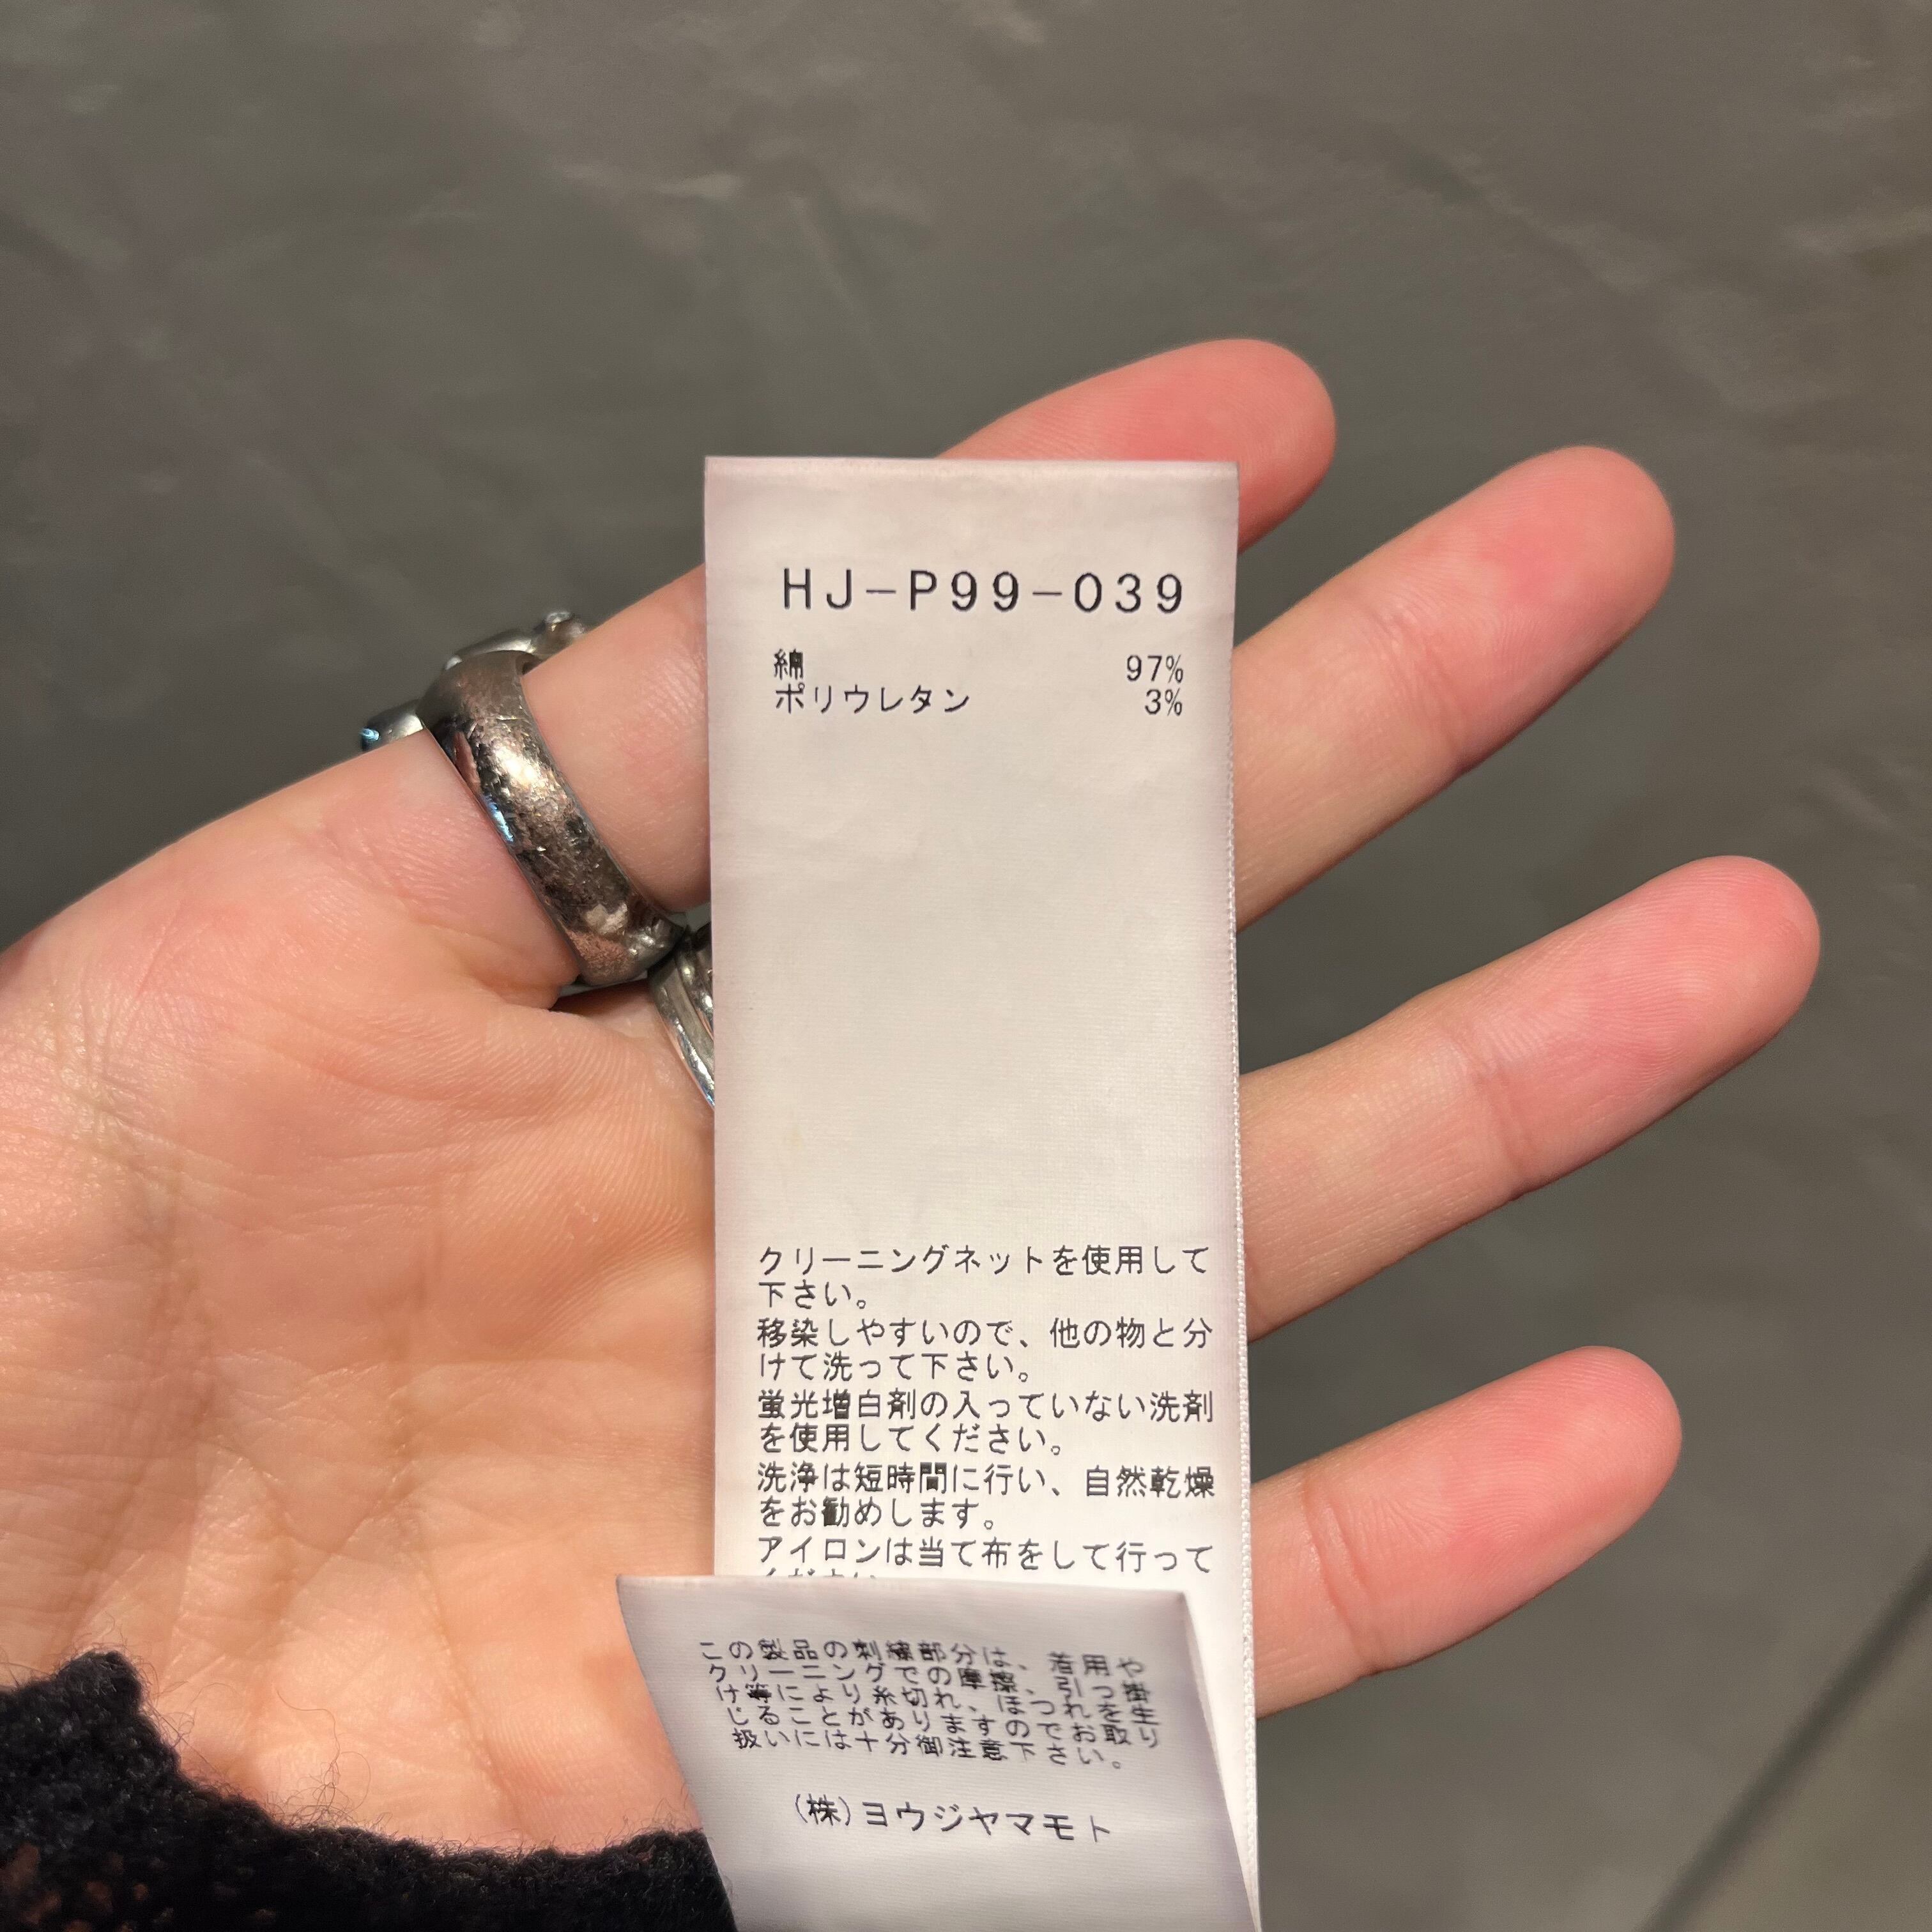 HJ-P99-039
綿 97%
ポリウレタン 3%
クリーニングネットを使用して
下さい。
移染しやすいので、他の物と分
けて洗って下さい。
蛍光増白剤の入っていない洗剤
を使用してください。
洗浄は短時間に行い、自然乾燥
をお勧めします。
アイロンは当て布をして行って
この製品の刺繍部分は、着用や
クリーニングでの摩擦、引っ掛
け等により糸切れ、ほつれを生
じることがありますのでお取り
扱いには十分御注意下さい。
(株)ヨウジヤマモト